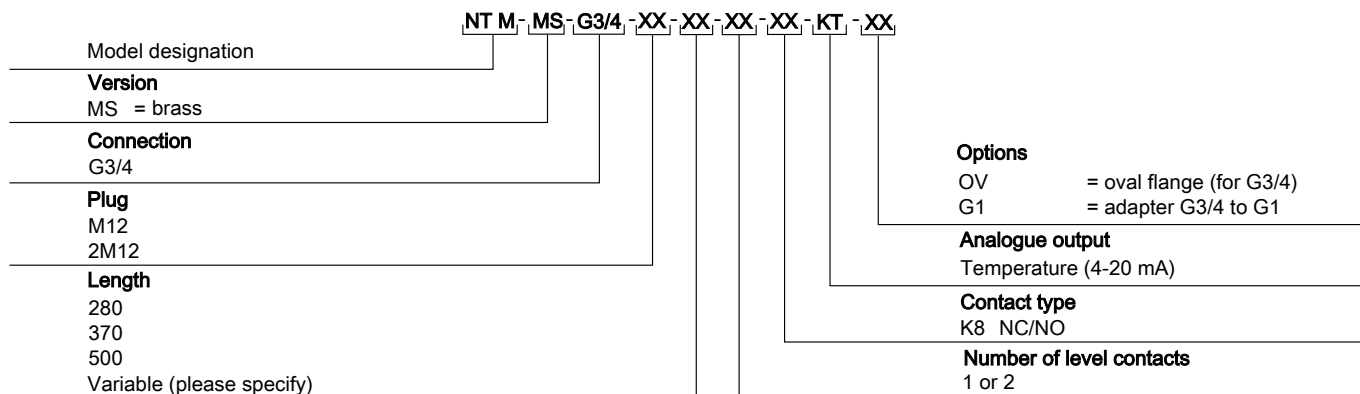 NT M - MS - G3/4 - XX - XX - XX - XX - KT - XX
Model designation
Version
MS = brass
Connection
G3/4
Plug
M12
2M12
Length
280
370
500
Variable (please specify)
Options
OV = oval flange (for G3/4)
G1 = adapter G3/4 to G1
Analogue output
Temperature (4-20 mA)
Contact type
K8 NC/NO
Number of level contacts
1 or 2